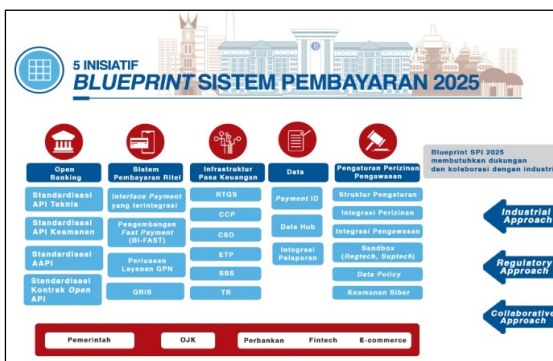 5 INISIATIF
BLUEPRINT SISTEM PEMBAYARAN 2025
Open
Banking
Standardisasi
API Teknis
Standardisasi
API Keamanan
Standardisasi
AAPI
Standardisasi
Kontrak Open
API
Sistem
Pembayaran Ritel
Interface Payment
yang terintegrasi
Pengembangan
Fast Payment
(BI-FAST)
Perluasan
Layanan GPN
QRIS
Infrastruktur
Pasa Keuangan
RTGS
CCP
CSD
ETP
SSS
TR
Data
Payment ID
Data Hub
Integrasi
Pelaporan
Pengaturan Perizinan
Pengawasan
Struktur Pengaturan
Integrasi Perizinan
Integrasi Pengawasan
Sandbox
(Regtech, Suptech)
Data Policy
Keamanan Siber
Blueprint SPI 2025
membutuhkan dukungan
dan kolaborasi dengan industri
Industrial
Approach
Regulatory
Approach
Collaborative
Approach
Pemerintah
OJK
Perbankan Fintech E-commerce